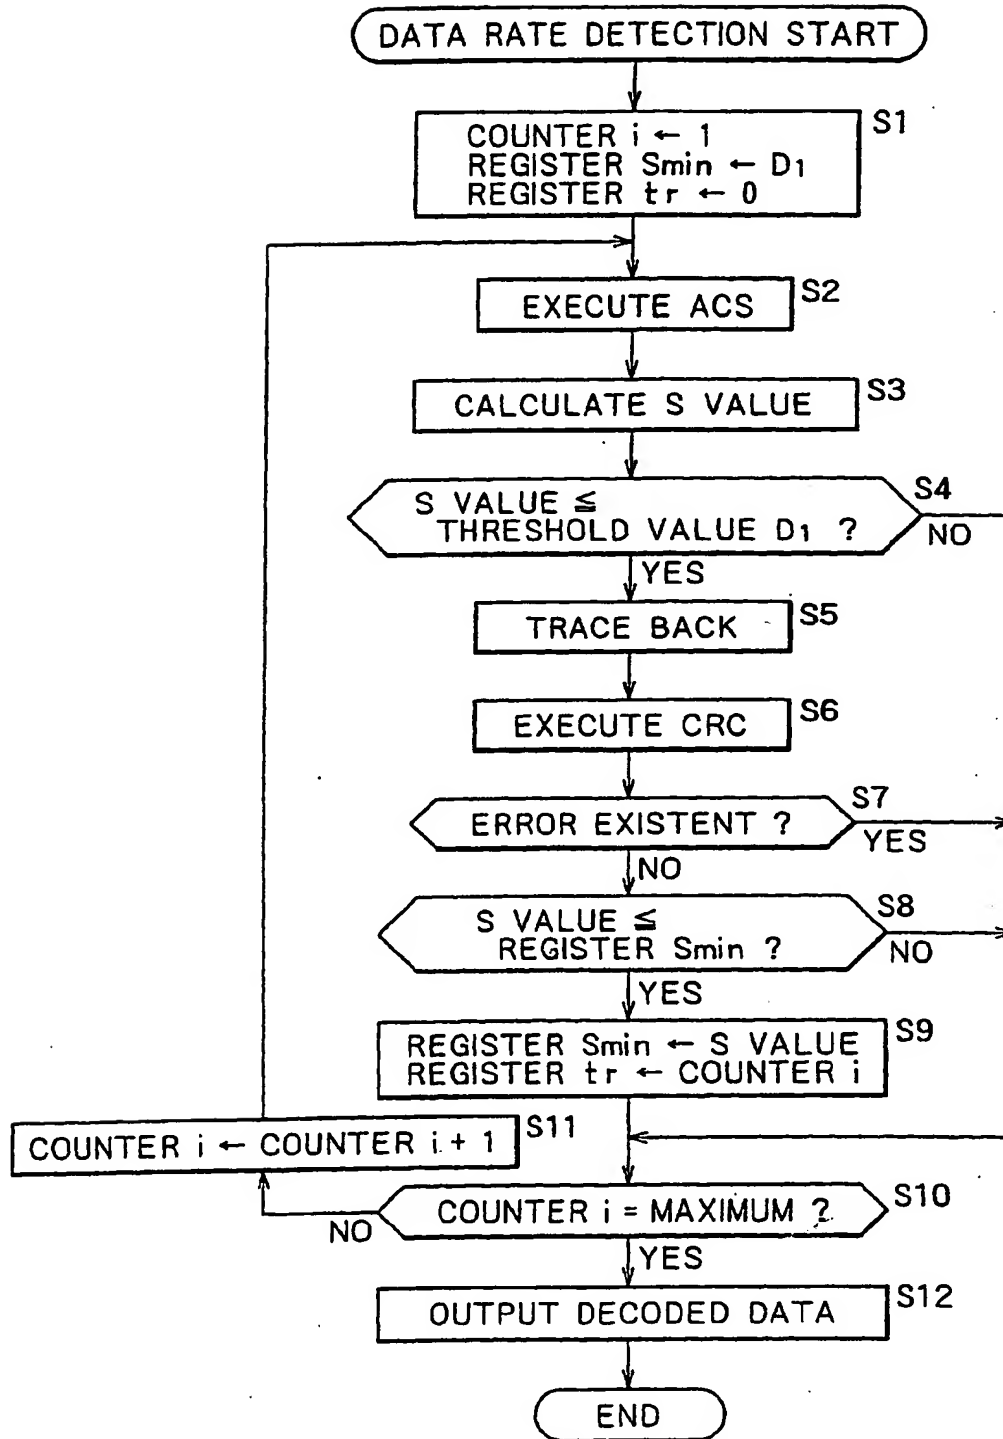 DATA RATE DETECTION START
S1
COUNTER i ← 1
REGISTER Smin ← D1
REGISTER tr ← 0
S2
EXECUTE ACS
S3
CALCULATE S VALUE
S4
S VALUE ≦
THRESHOLD VALUE D1 ?
NO
YES
S5
TRACE BACK
S6
EXECUTE CRC
S7
ERROR EXISTENT ?
YES
NO
S8
S VALUE ≦
REGISTER Smin ?
NO
YES
S9
REGISTER Smin ← S VALUE
REGISTER tr ← COUNTER i
S11
COUNTER i ← COUNTER i + 1
S10
COUNTER i = MAXIMUM ?
NO
YES
S12
OUTPUT DECODED DATA
END